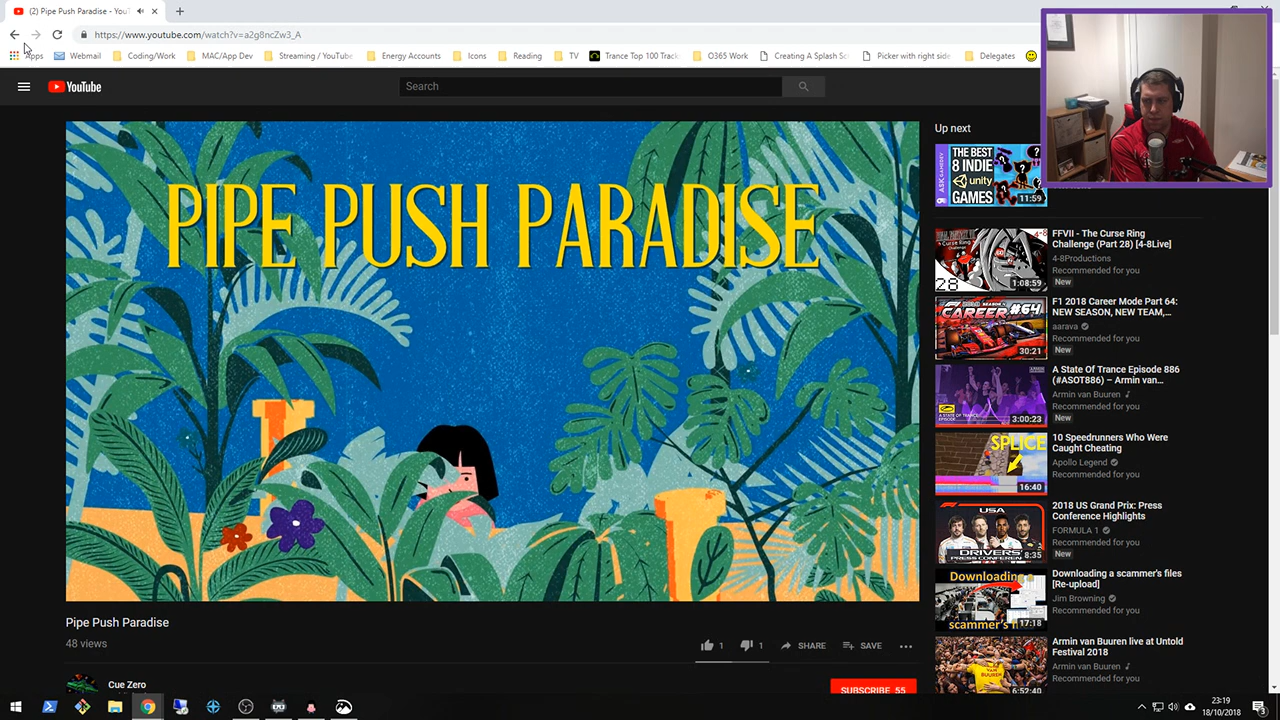 (2) Pipe Push Paradise - You
https://www.youtube.com/watch?v=a2g8ncZw3_A
Apps
Webmail
Coding/Work
MAC/App Dev
Streaming / YouTube
Energy Accounts
Icons
Reading
TV
Trance Top 100 Track
O365 Work
Creating A Splash Sc
Picker with right side
Delegates
YouTube
Search
Up next
PIPE PUSH PARADISE
ASK GAMEDEV
THE BEST
8 INDIE
unity
GAMES
11:59
28
1:08:59
FFVII - The Curse Ring
Challenge (Part 28) [4-8Live]
4-8Productions
Recommended for you
New
CAREER #64
30:21
F1 2018 Career Mode Part 64:
NEW SEASON, NEW TEAM,...
aarava
Recommended for you
New
3:00:23
A State Of Trance Episode 886
(#ASOT886) – Armin van...
Armin van Buuren
Recommended for you
New
SPLICE
16:40
10 Speedrunners Who Were
Caught Cheating
Apollo Legend
Recommended for you
USA
DRIVERS'
PRESS CONFERENCE
8:35
2018 US Grand Prix: Press
Conference Highlights
FORMULA 1
Recommended for you
New
Downloading a
scammer's files
17:18
Downloading a scammer's files
[Re-upload]
Jim Browning
Recommended for you
6:52:40
Armin van Buuren live at Untold
Festival 2018
Armin van Buuren
Recommended for you
Pipe Push Paradise
48 views
1
1
SHARE
SAVE
Cue Zero
SUBSCRIBE 55
23:19
18/10/2018
3